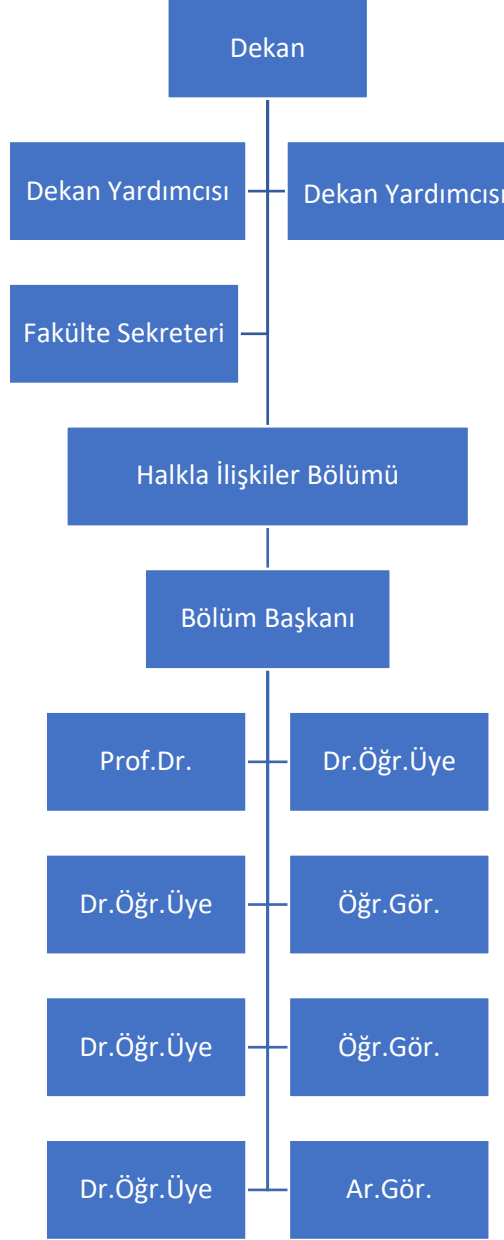 Dekan
Dekan Yardımcısı
Dekan Yardımcısı
Fakülte Sekreteri
Halkla İlişkiler Bölümü
Bölüm Başkanı
Prof.Dr.
Dr.Öğr.Üye
Dr.Öğr.Üye
Öğr.Gör.
Dr.Öğr.Üye
Öğr.Gör.
Dr.Öğr.Üye
Ar.Gör.